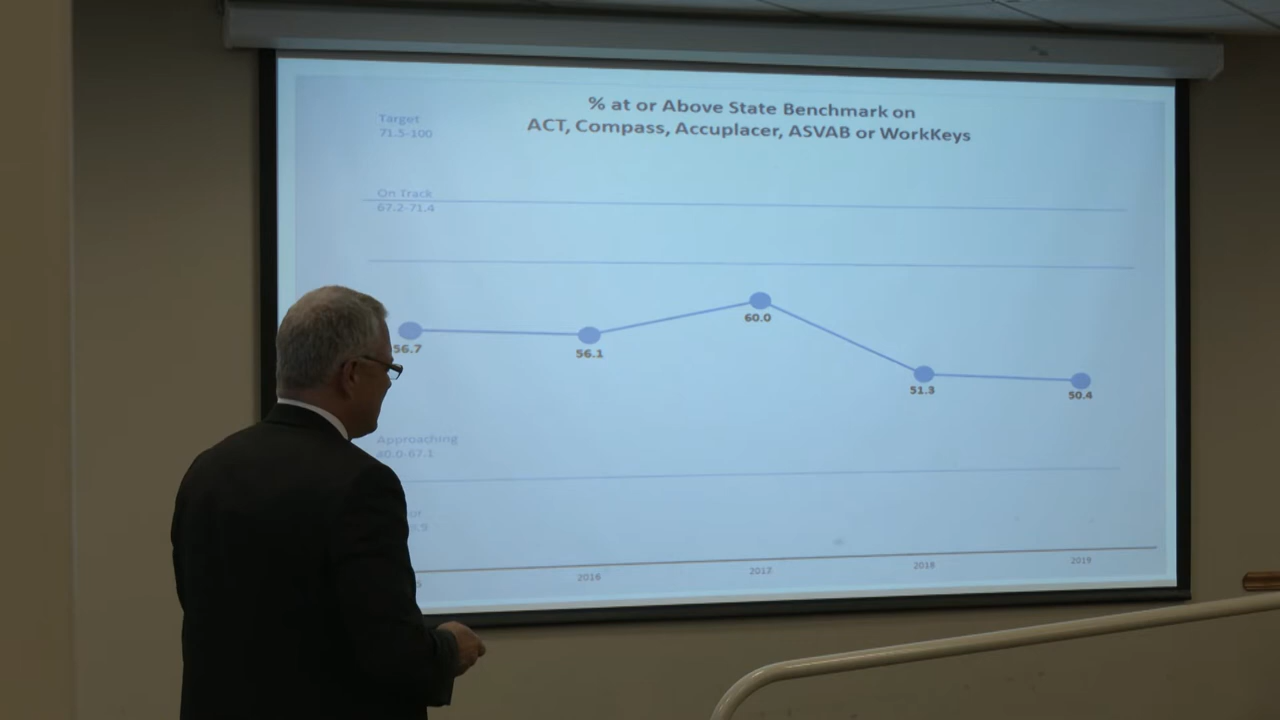 % at or Above State Benchmark on
ACT, Compass, Accuplacer, ASVAB or WorkKeys
Target
71.5-100
On Track
67.2-71.4
56.7
56.1
60.0
51.3
50.4
Approaching
40.0-67.1
2016
2017
2018
2019